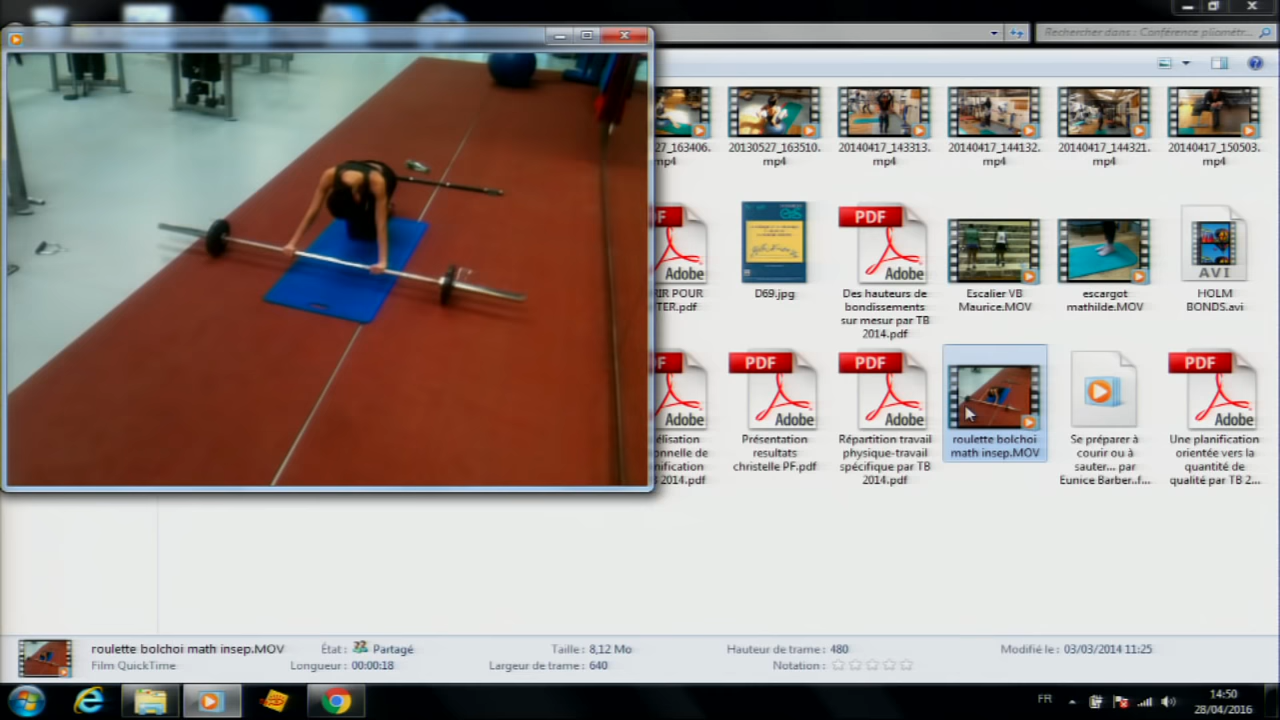 Rechercher dans : Conférence pliométr...
27_163406.
mp4
20130527_163510.
mp4
20140417_143313.
mp4
20140417_144132.
mp4
20140417_144321.
mp4
20140417_150503.
mp4
PDF
Adobe
RIR POUR
TER.pdf
D69.jpg
PDF
Adobe
Des hauteurs de
bondissements
sur mesur par TB
2014.pdf
Escalier VB
Maurice.MOV
escargot
mathilde.MOV
AVI
HOLM
BONDS.avi
Adobe
élisation
onnelle de
nification
2014.pdf
PDF
Adobe
Présentation
resultats
christelle PF.pdf
PDF
Adobe
Répartition travail
physique-travail
spécifique par TB
2014.pdf
roulette bolchoi
math insep.MOV
Se préparer à
courir ou à
sauter... par
Eunice Barber..f...
PDF
Adobe
Une planification
orientée vers la
quantité de
qualité par TB 2...
roulette bolchoi math insep.MOV
État : Partagé
Taille : 8,12 Mo
Hauteur de trame : 480
Modifié le : 03/03/2014 11:25
Film QuickTime
Longueur : 00:00:18
Largeur de trame : 640
Notation :
FR
14:50
28/04/2016